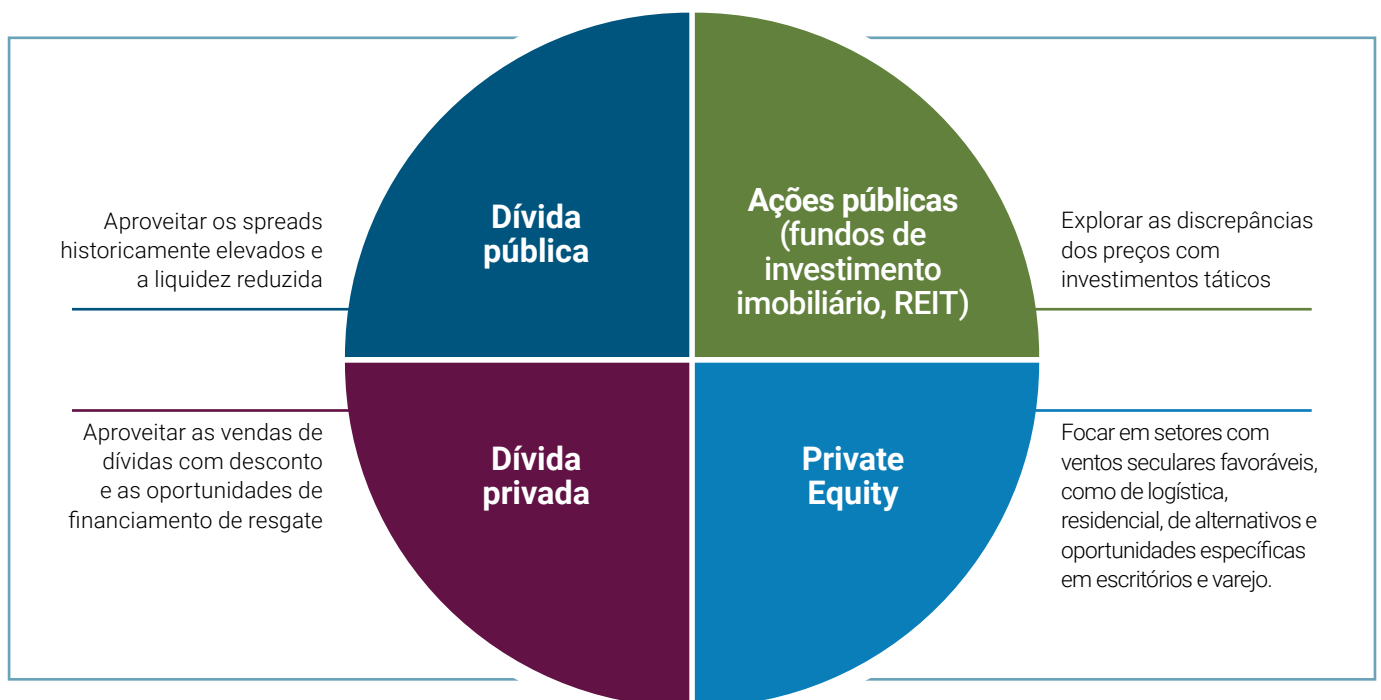 Aproveitar os spreads
historicamente elevados e
a liquidez reduzida
Dívida
pública
Ações públicas
(fundos de
investimento
imobiliário, REIT)
Explorar as discrepâncias
dos preços com
investimentos táticos
Aproveitar as vendas de
dívidas com desconto
e as oportunidades de
financiamento de resgate
Dívida
privada
Private
Equity
Focar em setores com
ventos seculares favoráveis,
como de logística,
residencial, de alternativos e
oportunidades específicas
em escritórios e varejo.